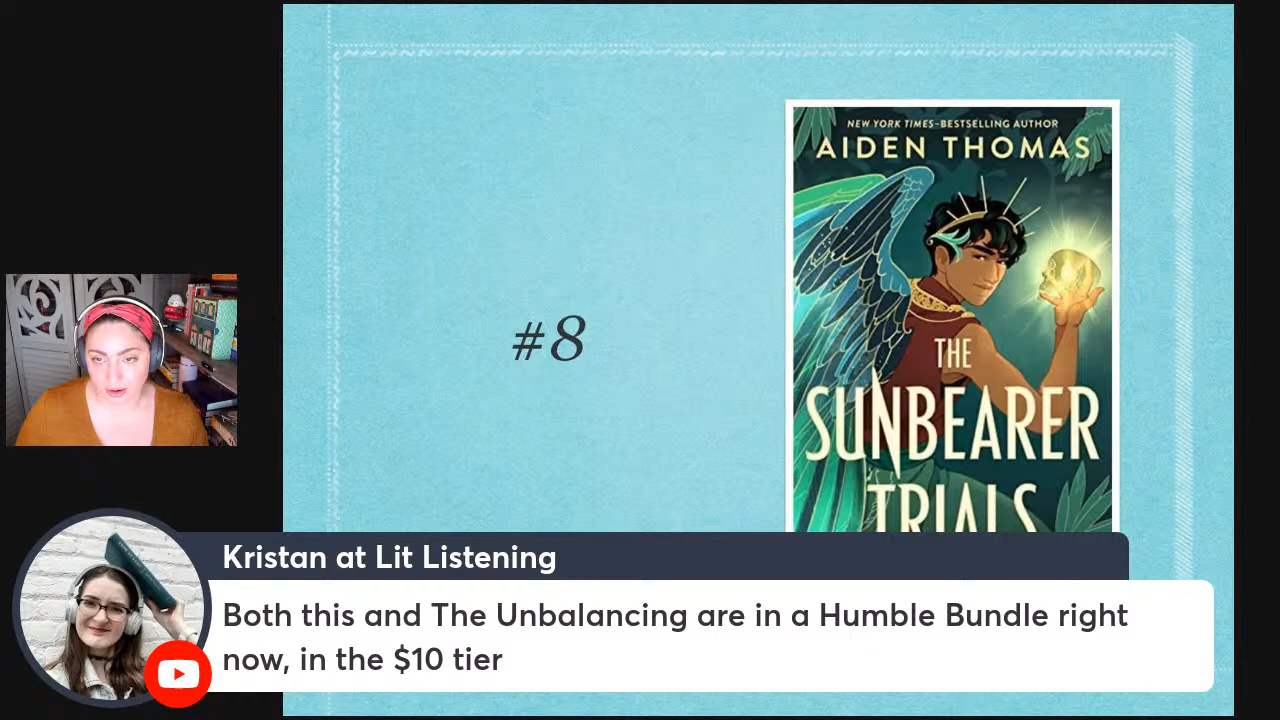 #8
NEW YORK TIMES–BESTSELLING AUTHOR
AIDEN THOMAS
THE
SUNBEARER
TRIALS
Kristan at Lit Listening
Both this and The Unbalancing are in a Humble Bundle right
now, in the $10 tier